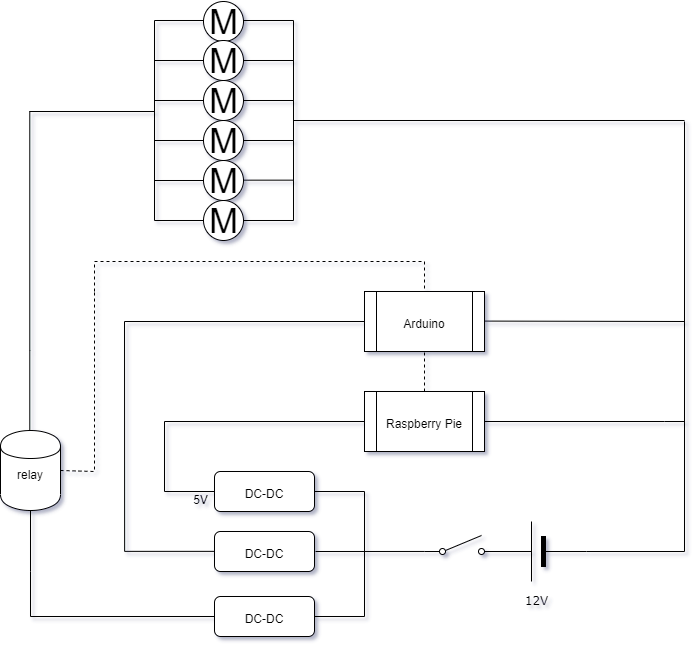 M
M
M
M
M
M
Arduino
Raspberry Pie
relay
5V
DC-DC
DC-DC
12V
DC-DC